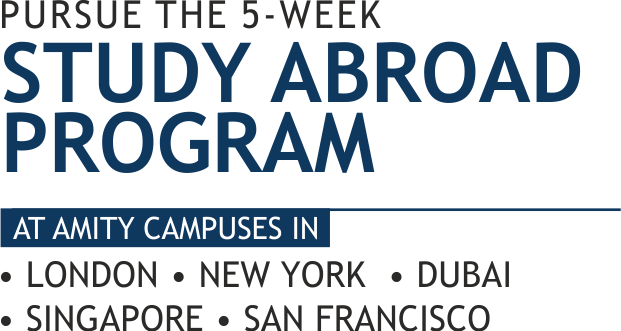 PURSUE THE 5-WEEK
STUDY ABROAD
PROGRAM
AT AMITY CAMPUSES IN
• LONDON • NEW YORK • DUBAI
• SINGAPORE • SAN FRANCISCO